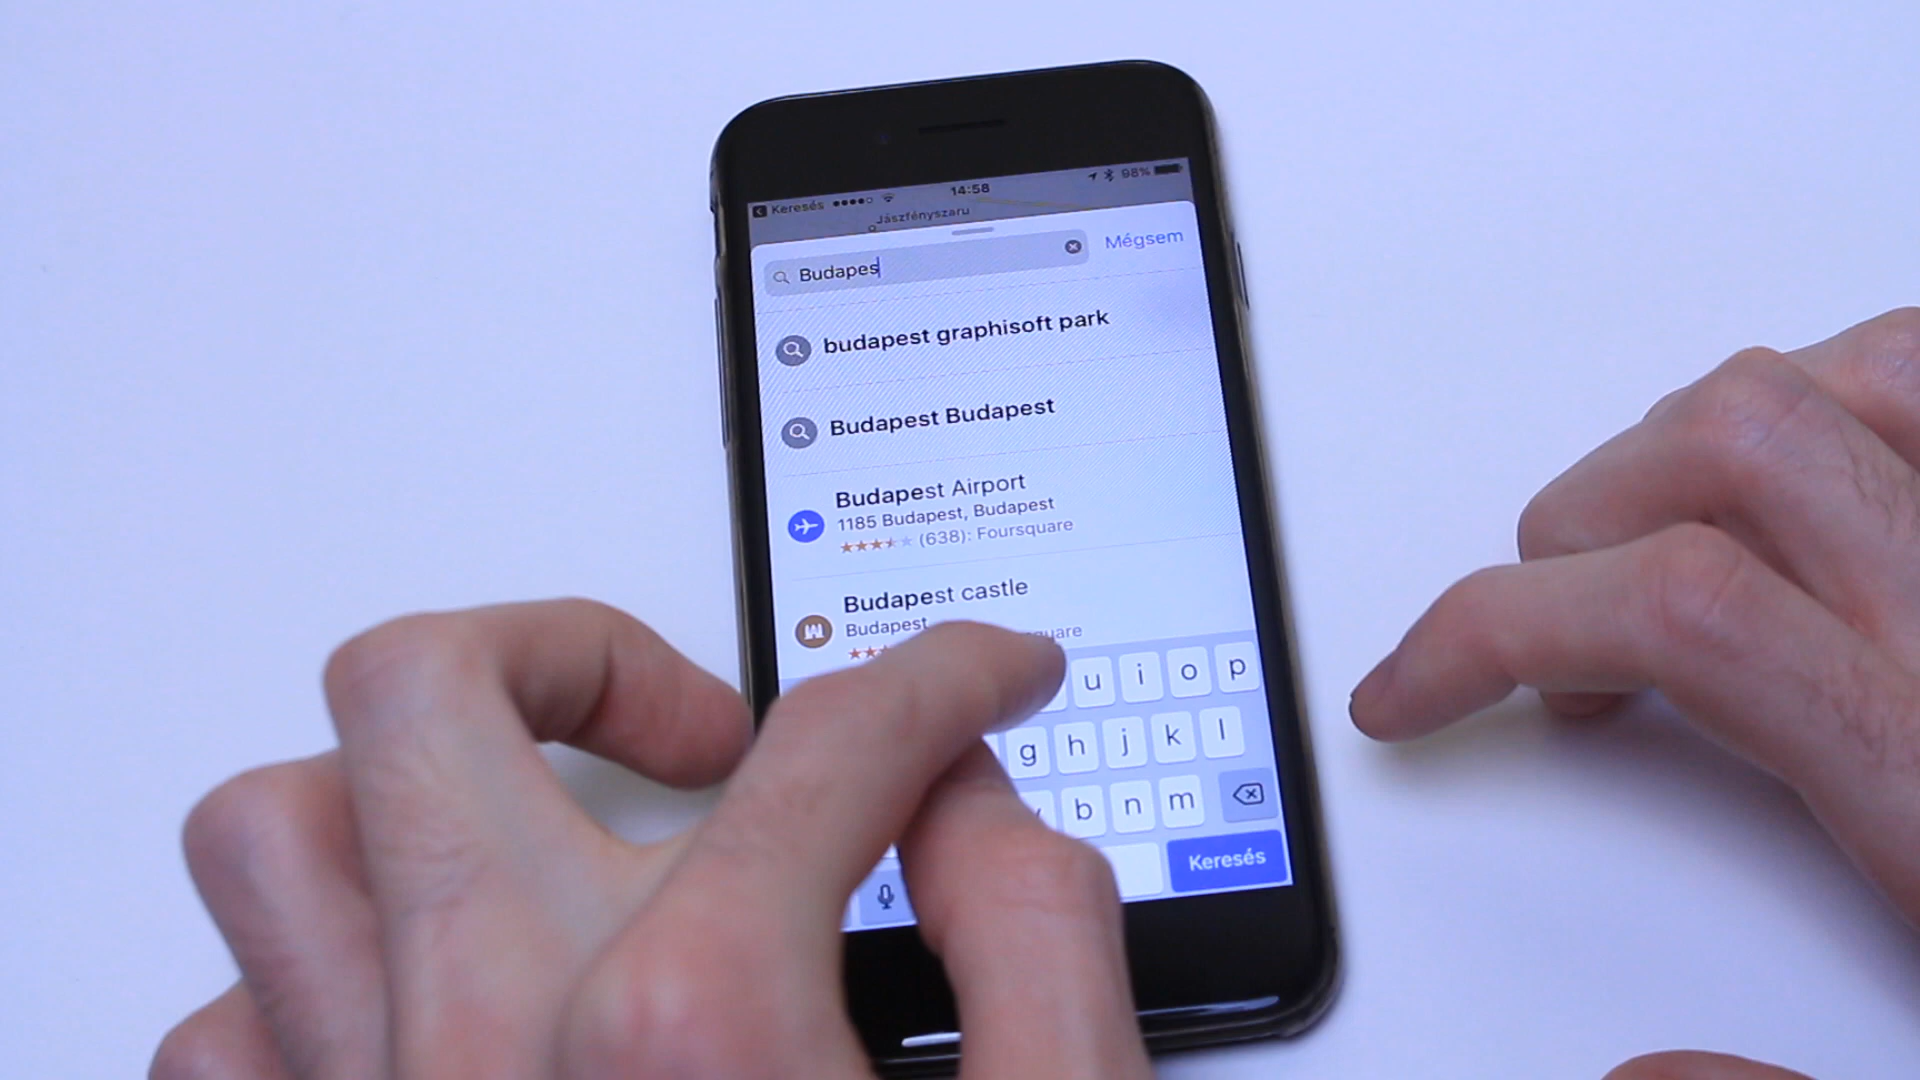 Keresés 14:58 98%
Jászfényszaru
Budapes Mégsem
budapest graphisoft park
Budapest Budapest
Budapest Airport
1185 Budapest, Budapest
(638): Foursquare
Budapest castle
Budapest
u i o p
g h j k l
b n m
Keresés